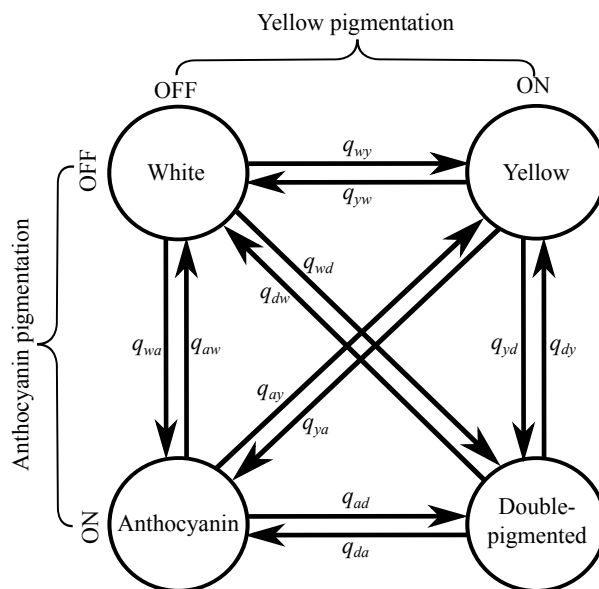 Yellow pigmentation
OFF
ON
OFF
White
q_wy
Yellow
q_yw
q_wd
q_dw
Anthocyanin pigmentation
q_wa
q_aw
q_yd
q_dy
q_ay
q_ya
ON
Anthocyanin
q_ad
Double-
pigmented
q_da